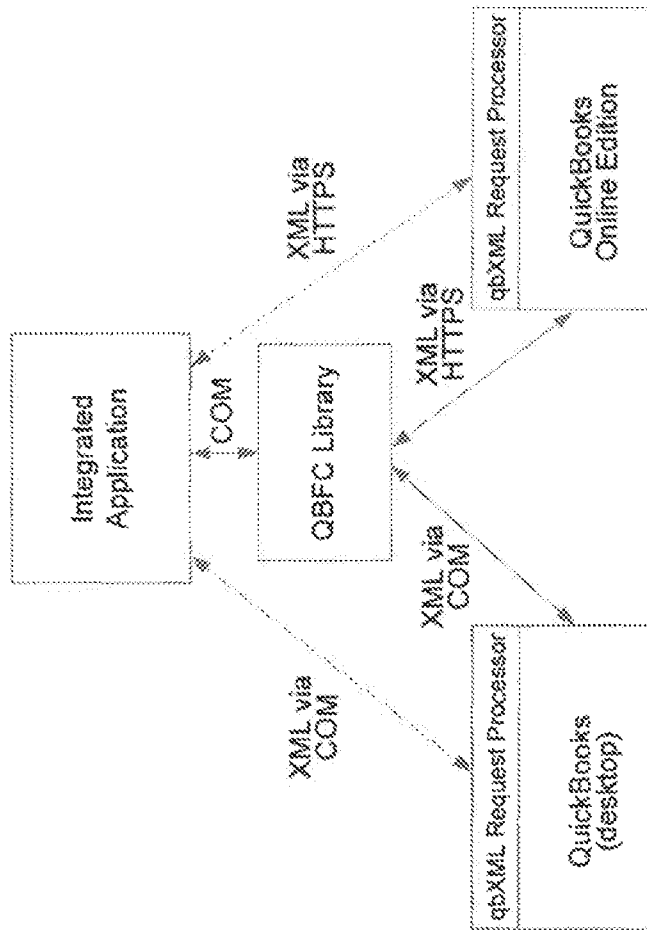 Integrated
Application
COM
XML via
HTTPS
XML via
COM
QBFC Library
XML via
HTTPS
XML via
COM
qbXML Request Processor
QuickBooks
(desktop)
qbXML Request Processor
QuickBooks
Online Edition